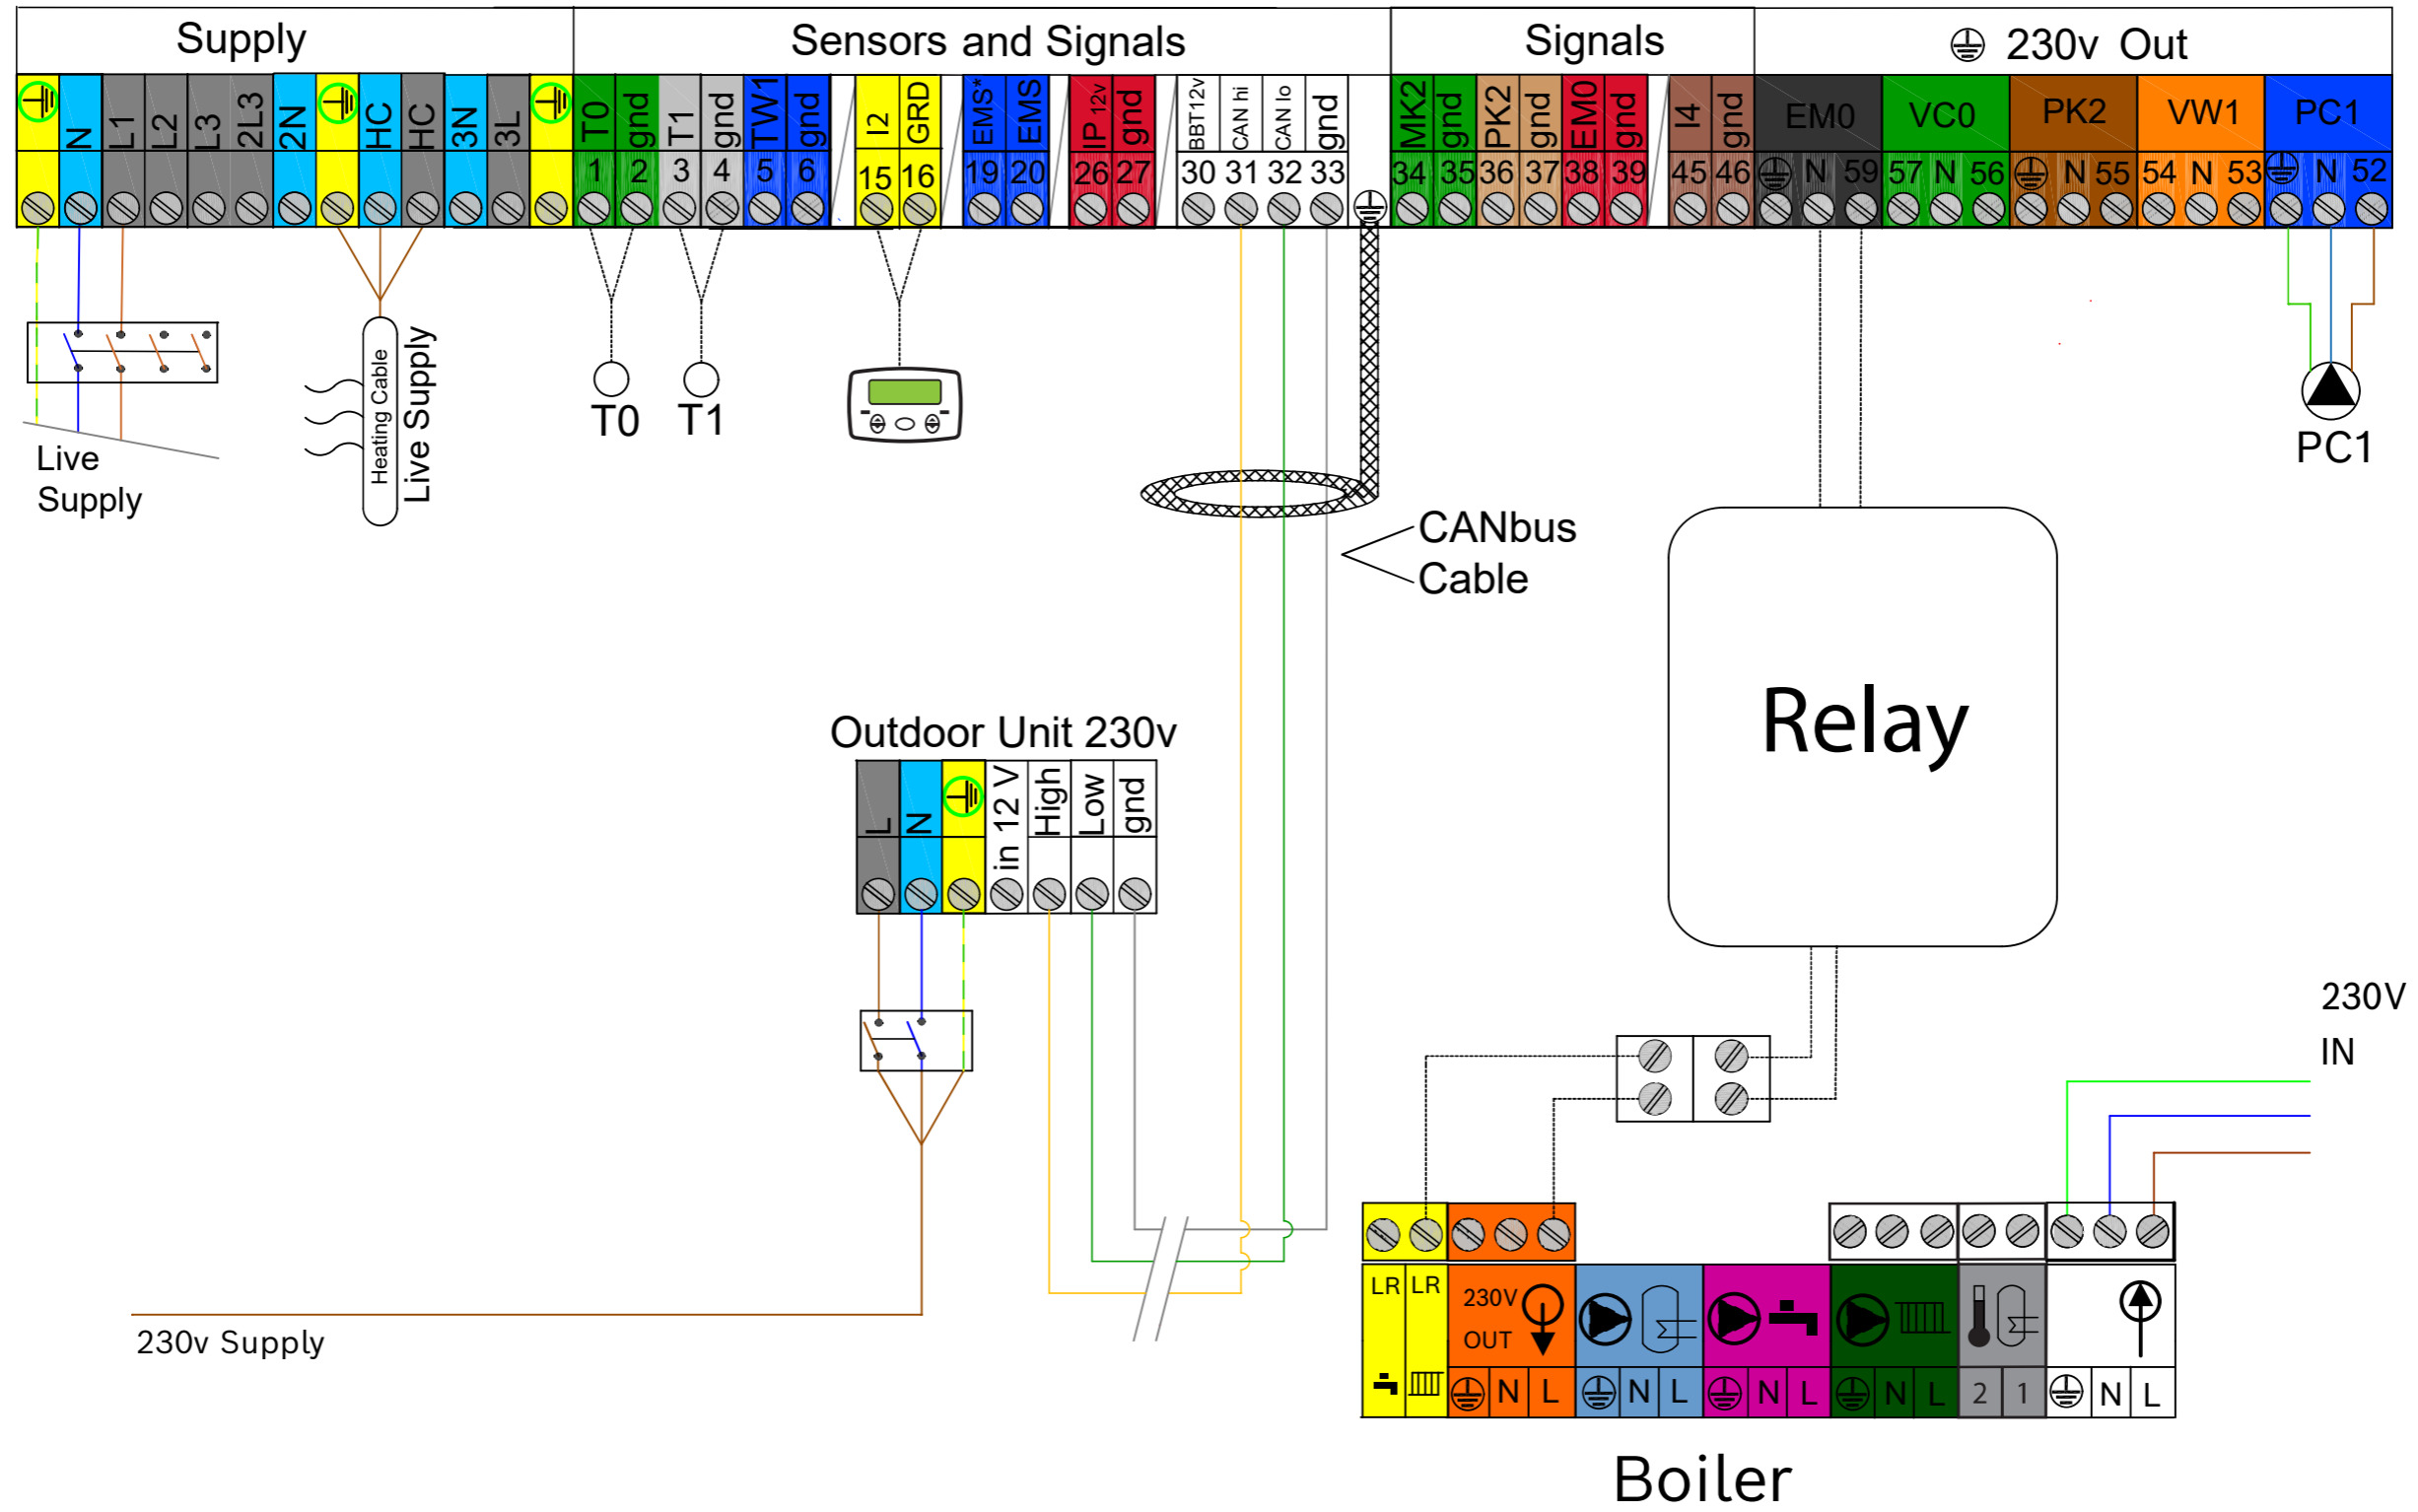 Supply
Sensors and Signals
Signals
230v Out
N
L1
L2
L3
2L3
2N
HC
HC
3N
3L
T0
gnd
T1
gnd
TW1
gnd
I2
GRD
EMS*
EMS
IP 12v
gnd
BBT12v
CAN hi
CAN lo
gnd
MK2
gnd
PK2
gnd
EM0
gnd
I4
gnd
EM0
VC0
PK2
VW1
PC1
1 2 3 4 5 6 15 16 19 20 26 27 30 31 32 33 34 35 36 37 38 39 45 46 N 59 57 N 56 N 55 54 N 53 N 52
Live
Supply
Heating Cable
Live Supply
T0
T1
PC1
CANbus
Cable
Relay
Outdoor Unit 230v
L
N
in 12 V
High
Low
gnd
230V
IN
230v Supply
LR LR
230V
OUT
N L N L N L N L 2 1 N L
Boiler